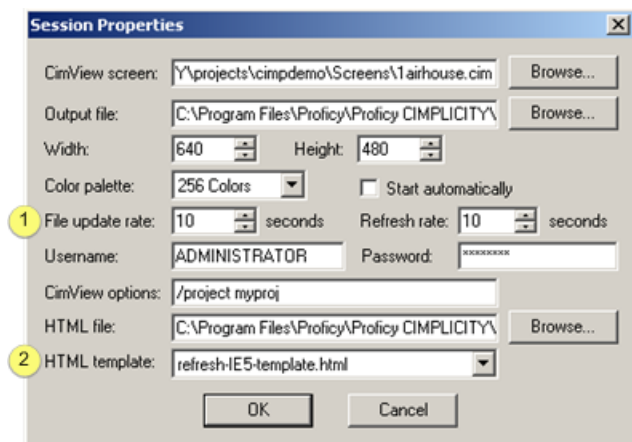 Session Properties
CimView screen: Y\projects\cimpdemo\Screens\1airhouse.cim Browse...
Output file: C:\Program Files\Proficy\Proficy CIMPLICITY\ Browse...
Width: 640 Height: 480
Color palette: 256 Colors Start automatically
1 File update rate: 10 seconds Refresh rate: 10 seconds
Username: ADMINISTRATOR Password: ********
CimView options: /project myproj
HTML file: C:\Program Files\Proficy\Proficy CIMPLICITY\ Browse...
2 HTML template: refresh-IE5-template.html
OK Cancel